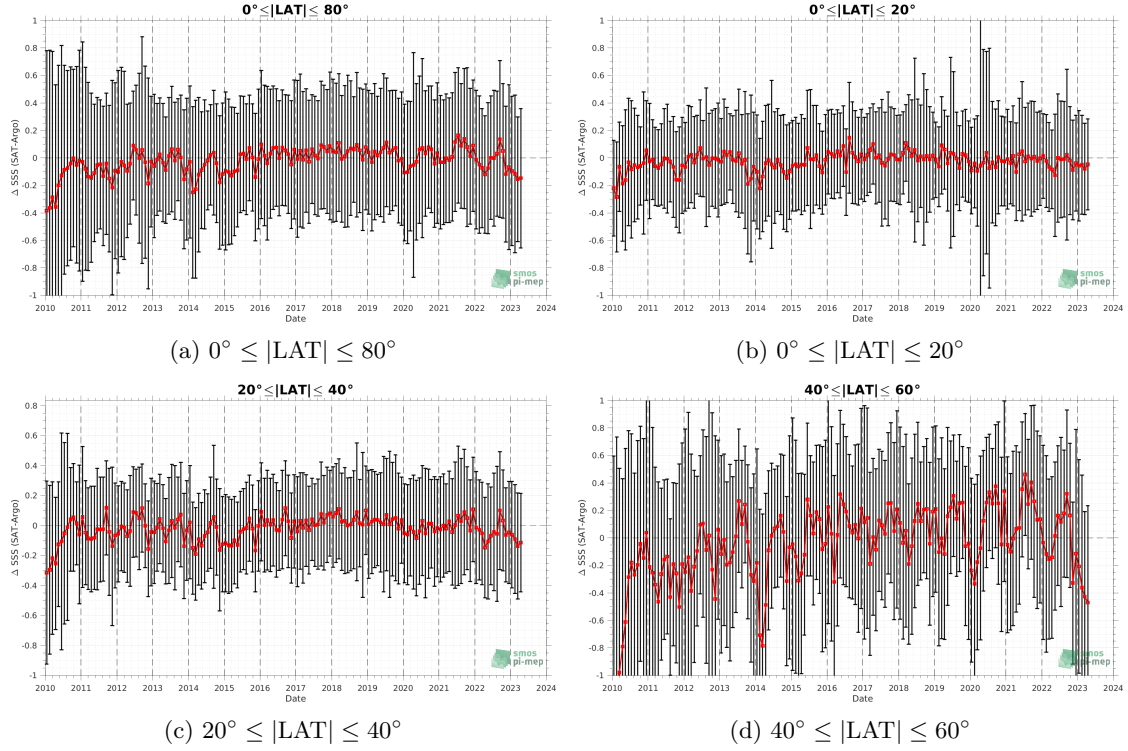 0°≤|LAT|≤ 80°
1
0.8
0.6
0.4
0.2
0
-0.2
-0.4
-0.6
-0.8
-1
Δ SSS (SAT-Argo)
smos
pi-mep
2010 2011 2012 2013 2014 2015 2016 2017 2018 2019 2020 2021 2022 2023 2024
Date
(a) 0° ≤ |LAT| ≤ 80°
0°≤|LAT|≤ 20°
1
0.8
0.6
0.4
0.2
0
-0.2
-0.4
-0.6
-0.8
-1
Δ SSS (SAT-Argo)
smos
pi-mep
2010 2011 2012 2013 2014 2015 2016 2017 2018 2019 2020 2021 2022 2023 2024
Date
(b) 0° ≤ |LAT| ≤ 20°
20°≤|LAT|≤ 40°
0.8
0.6
0.4
0.2
0
-0.2
-0.4
-0.6
-0.8
-1
Δ SSS (SAT-Argo)
smos
pi-mep
2010 2011 2012 2013 2014 2015 2016 2017 2018 2019 2020 2021 2022 2023 2024
Date
(c) 20° ≤ |LAT| ≤ 40°
40°≤|LAT|≤ 60°
1
0.8
0.6
0.4
0.2
0
-0.2
-0.4
-0.6
-0.8
-1
Δ SSS (SAT-Argo)
smos
pi-mep
2010 2011 2012 2013 2014 2015 2016 2017 2018 2019 2020 2021 2022 2023 2024
Date
(d) 40° ≤ |LAT| ≤ 60°